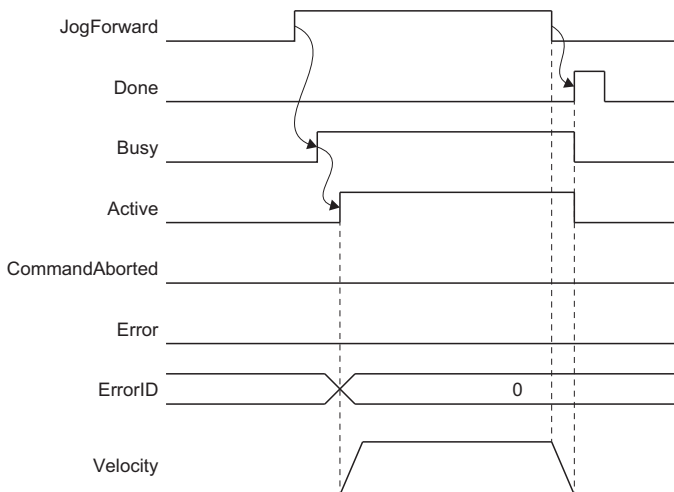 JogForward
Done
Busy
Active
CommandAborted
Error
ErrorID
0
Velocity